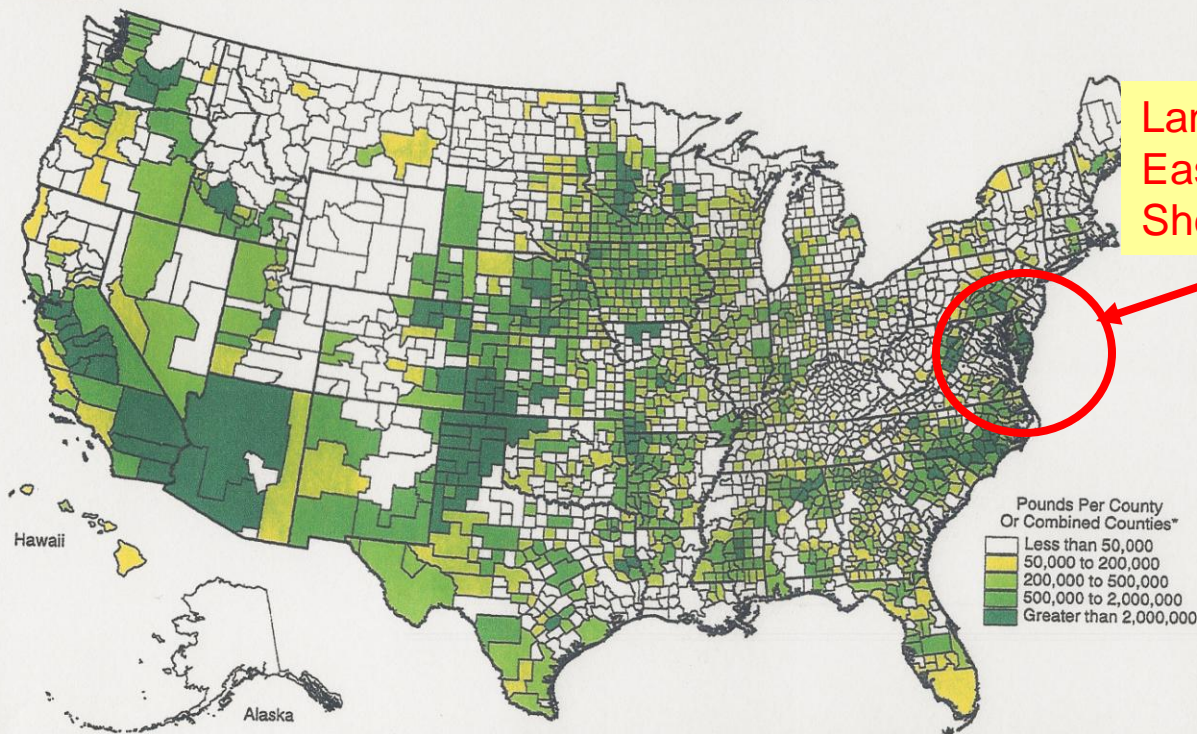 Eas
Hawaii
Alaska
Pounds Per County
Or Combined Counties*
Less than 50,000
50,000 to 200,000
200,000 to 500,000
500,000 to 2,000,000
Greater than 2,000,000